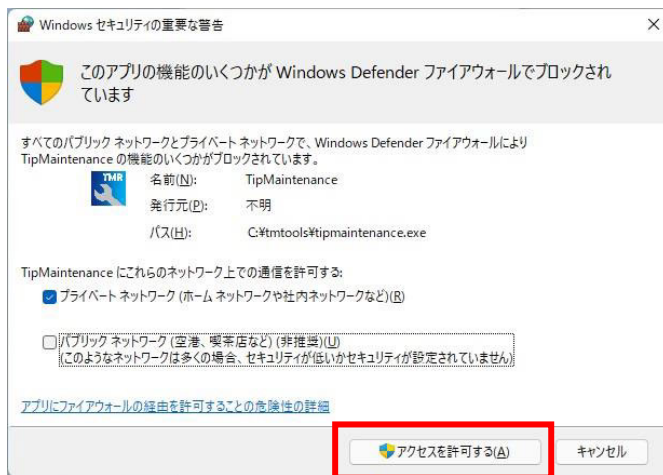 Windows セキュリティの重要な警告
このアプリの機能のいくつかが Windows Defender ファイアウォールでブロックされ
ています
すべてのパブリック ネットワークとプライベート ネットワークで、Windows Defender ファイアウォールにより
TipMaintenance の機能のいくつかがブロックされています。
TMR
名前(N): TipMaintenance
発行元(P): 不明
パス(H): C:¥tmtools¥tipmaintenance.exe
TipMaintenance にこれらのネットワーク上での通信を許可する:
プライベート ネットワーク (ホーム ネットワークや社内ネットワークなど)(R)
パブリック ネットワーク (空港、喫茶店など) (非推奨)(U)
(このようなネットワークは多くの場合、セキュリティが低いかセキュリティが設定されていません)
アプリにファイアウォールの経由を許可することの危険性の詳細
アクセスを許可する(A) キャンセル